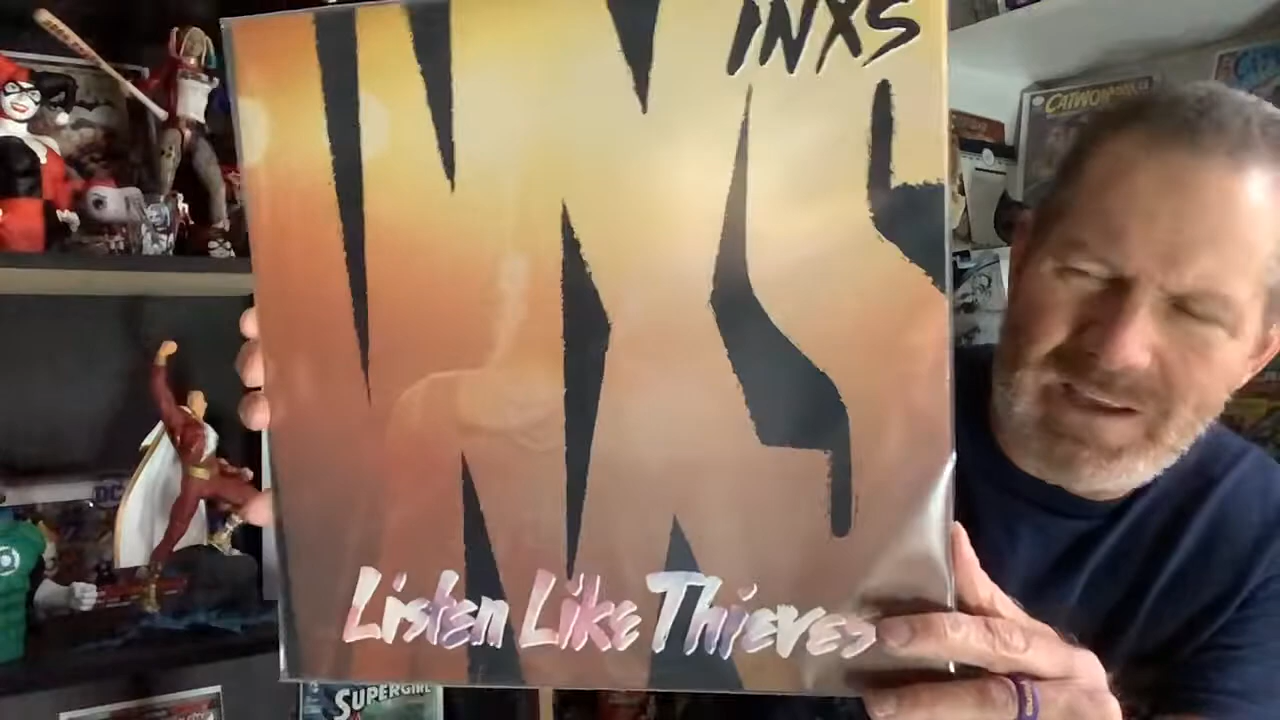 INXS
CATWOMAN
Listen Like Thieves
DC
SUPERGIRL